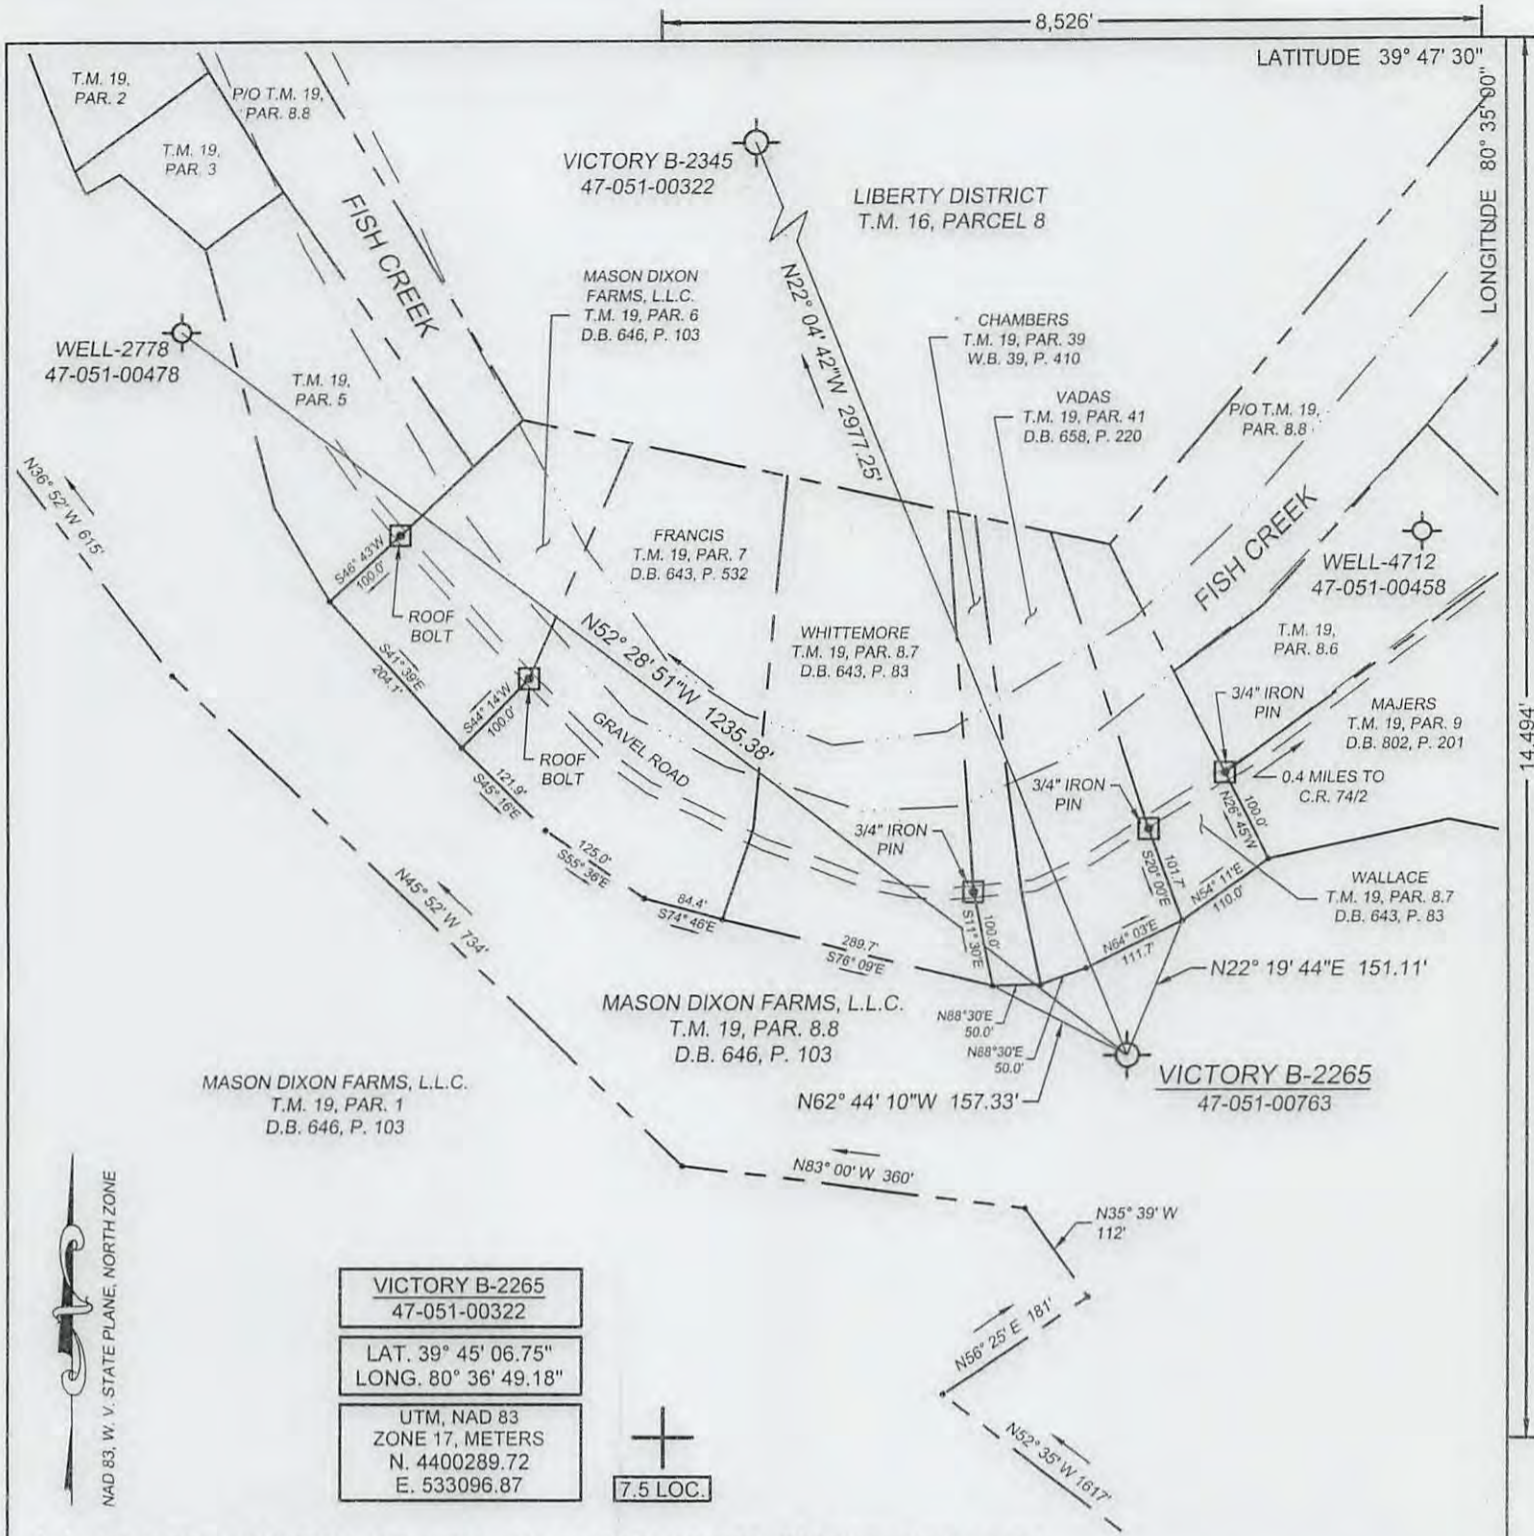 8,526'
LATITUDE 39° 47' 30"
LONGITUDE 80° 35' 00"
14,494'
T.M. 19,
PAR. 2
P/O T.M. 19,
PAR. 8.8
T.M. 19,
PAR. 3
FISH CREEK
VICTORY B-2345
47-051-00322
LIBERTY DISTRICT
T.M. 16, PARCEL 8
N22° 04' 42"W 2977.25'
MASON DIXON
FARMS, L.L.C.
T.M. 19, PAR. 6
D.B. 646, P. 103
CHAMBERS
T.M. 19, PAR. 39
W.B. 39, P. 410
VADAS
T.M. 19, PAR. 41
D.B. 658, P. 220
P/O T.M. 19,
PAR. 8.8
WELL-2778
47-051-00478
T.M. 19,
PAR. 5
N36° 52' W 615'
FRANCIS
T.M. 19, PAR. 7
D.B. 643, P. 532
FISH CREEK
WELL-4712
47-051-00458
S46° 43'W
100.0'
ROOF
BOLT
S41° 39'E
204.1'
N52° 28' 51"W 1235.38'
WHITTEMORE
T.M. 19, PAR. 8.7
D.B. 643, P. 83
T.M. 19,
PAR. 8.6
3/4" IRON
PIN
MAJERS
T.M. 19, PAR. 9
D.B. 802, P. 201
S44° 14'W
100.0'
ROOF
BOLT
GRAVEL ROAD
3/4" IRON
PIN
0.4 MILES TO
C.R. 74/2
N26° 45'W
100.0'
121.9'
S45° 16'E
125.0'
S55° 36'E
3/4" IRON
PIN
101.7'
S20° 00'E
N54° 11'E
110.0'
WALLACE
T.M. 19, PAR. 8.7
D.B. 643, P. 83
N45° 52' W 734'
84.4'
S74° 46'E
289.7'
S76° 09'E
100.0'
S11° 30'E
N64° 03'E
111.7'
N22° 19' 44"E 151.11'
MASON DIXON FARMS, L.L.C.
T.M. 19, PAR. 8.8
D.B. 646, P. 103
N88°30'E
50.0'
N88°30'E
50.0'
N62° 44' 10"W 157.33'
VICTORY B-2265
47-051-00763
MASON DIXON FARMS, L.L.C.
T.M. 19, PAR. 1
D.B. 646, P. 103
N83° 00' W 360'
N35° 39' W
112'
N56° 25' E 181'
N52° 35' W 1617'
NAD 83, W. V. STATE PLANE, NORTH ZONE
VICTORY B-2265
47-051-00322
LAT. 39° 45' 06.75"
LONG. 80° 36' 49.18"
UTM, NAD 83
ZONE 17, METERS
N. 4400289.72
E. 533096.87
7.5 LOC.